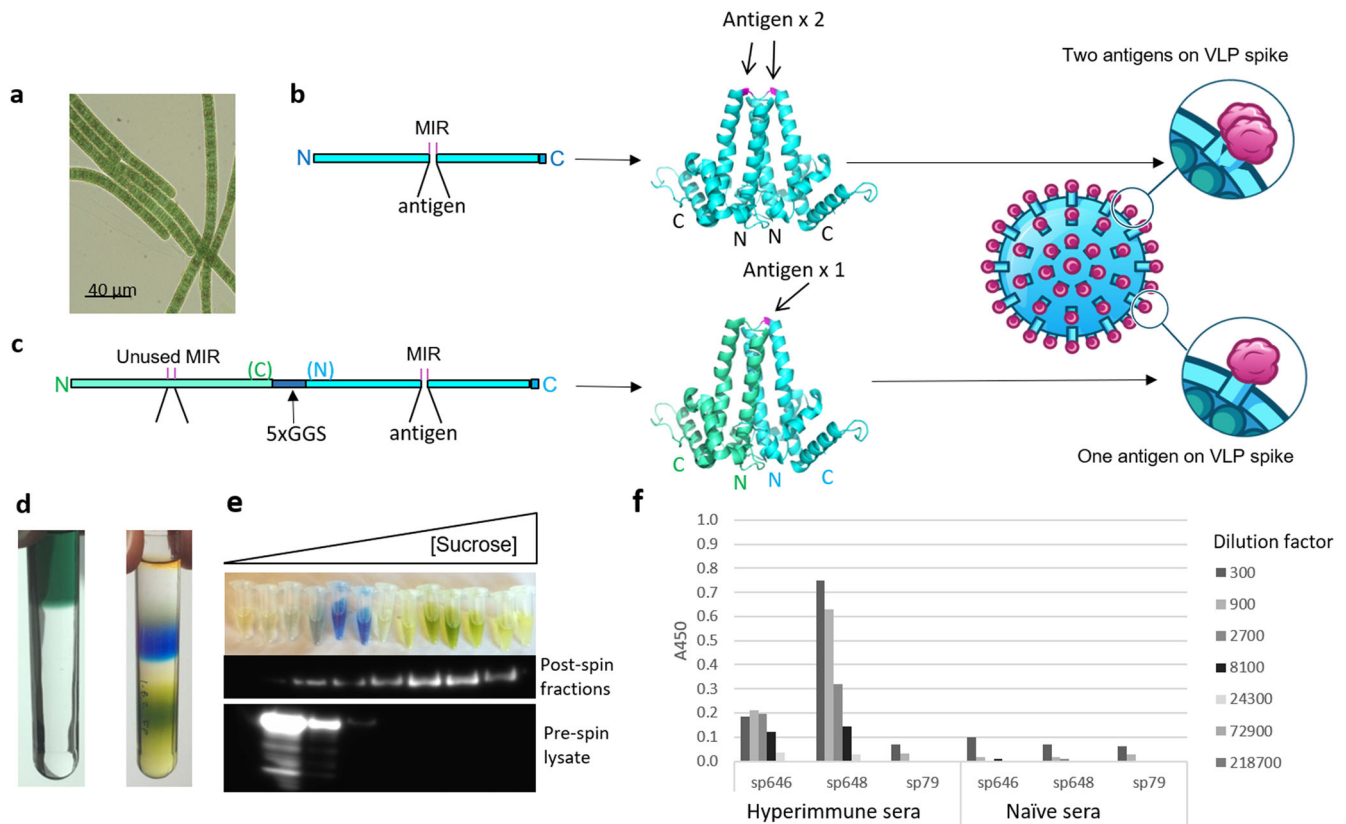 a
40 µm
b
N
MIR
C
antigen
Antigen x 2
C
N
N
C
Two antigens on VLP spike
c
Unused MIR
(C)
(N)
MIR
N
C
5xGGS
antigen
Antigen x 1
C
N
N
C
One antigen on VLP spike
d
e
[Sucrose]
Post-spin
fractions
Pre-spin
lysate
f
A450
1.0
0.9
0.8
0.7
0.6
0.5
0.4
0.3
0.2
0.1
0.0
sp646
sp648
sp79
sp646
sp648
sp79
Hyperimmune sera
Naïve sera
Dilution factor
300
900
2700
8100
24300
72900
218700